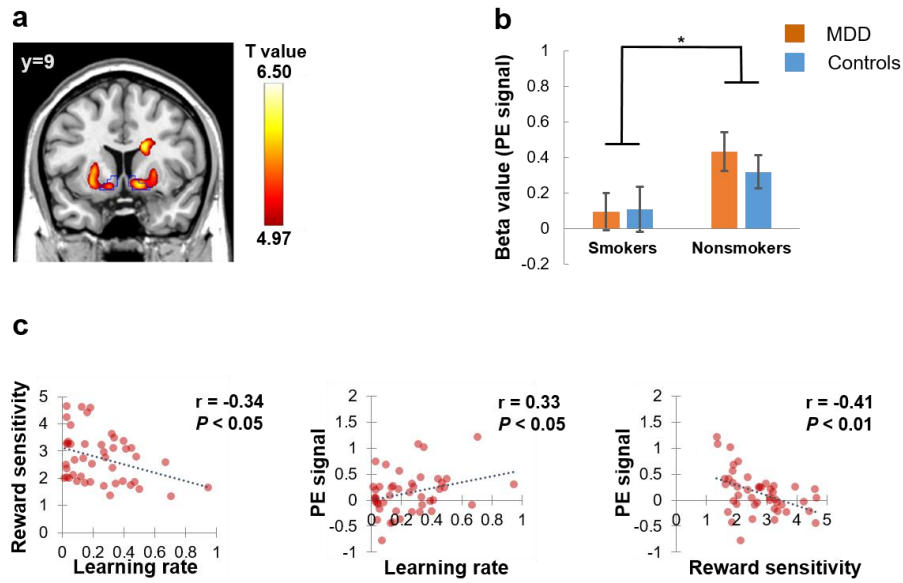 a
y=9
T value
6.50
4.97
b
MDD
Controls
*
Beta value (PE signal)
1
0.8
0.6
0.4
0.2
0
-0.2
Smokers
Nonsmokers
c
Reward sensitivity
5
4
3
2
1
0
0 0.2 0.4 0.6 0.8 1
Learning rate
r = -0.34
P < 0.05
PE signal
2
1.5
1
0.5
0
-0.5
-1
0 0.2 0.4 0.6 0.8 1
Learning rate
r = 0.33
P < 0.05
PE signal
2
1.5
1
0.5
0
-0.5
-1
0 1 2 3 4 5
Reward sensitivity
r = -0.41
P < 0.01